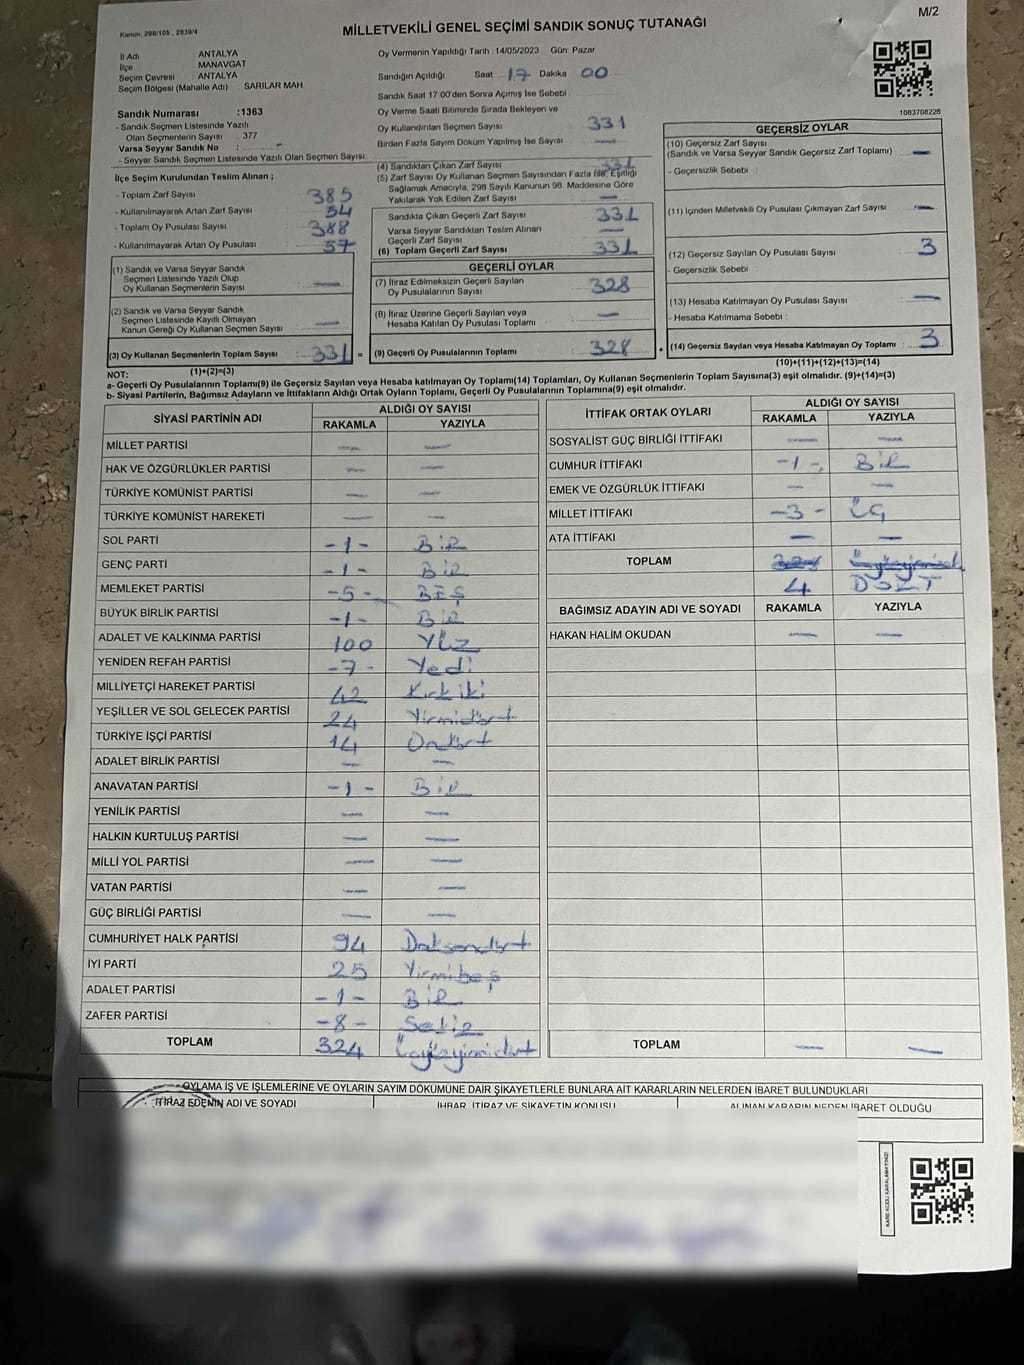 Kanun: 298/105 , 2839/4
M/2
MİLLETVEKİLİ GENEL SEÇİMİ SANDIK SONUÇ TUTANAĞI
İl Adı : ANTALYA
İlçe : MANAVGAT
Seçim Çevresi : ANTALYA
Seçim Bölgesi (Mahalle Adı) : SARILAR MAH.
Sandık Numarası :1363
- Sandık Seçmen Listesinde Yazılı
Olan Seçmenlerin Sayısı : 377
Varsa Seyyar Sandık No : -
- Seyyar Sandık Seçmen Listesinde Yazılı Olan Seçmen Sayısı:
İlçe Seçim Kurulundan Teslim Alınan ;
- Toplam Zarf Sayısı : 385
- Kullanılmayarak Artan Zarf Sayısı : 54
- Toplam Oy Pusulası Sayısı : 388
- Kullanılmayarak Artan Oy Pusulası : 57
(1) Sandık ve Varsa Seyyar Sandık
Seçmen Listesinde Yazılı Olup
Oy Kullanan Seçmenlerin Sayısı : —
(2) Sandık ve Varsa Seyyar Sandık
Seçmen Listesinde Kayıtlı Olmayan
Kanun Gereği Oy Kullanan Seçmen Sayısı : —
(3) Oy Kullanan Seçmenlerin Toplam Sayısı : 331 =
(1)+(2)=(3)
Oy Vermenin Yapıldığı Tarih :14/05/2023 Gün: Pazar
Sandığın Açıldığı Saat 17 Dakika 00
Sandık Saat 17:00'den Sonra Açımış İse Sebebi :
Oy Verme Saati Bitiminde Sırada Bekleyen ve
Oy Kullandırılan Seçmen Sayısı : 331
Birden Fazla Sayım Döküm Yapılmış İse Sayısı : —
(4) Sandıktan Çıkan Zarf Sayısı : 331
(5) Zarf Sayısı Oy Kullanan Seçmen Sayısından Fazla İse, Eşitliği
Sağlamak Amacıyla, 298 Sayılı Kanunun 98. Maddesine Göre
Yakılarak Yok Edilen Zarf Sayısı : —
Sandıkta Çıkan Geçerli Zarf Sayısı : 331
Varsa Seyyar Sandıktan Teslim Alınan
Geçerli Zarf Sayısı : —
(6) Toplam Geçerli Zarf Sayısı : 331
GEÇERLİ OYLAR
(7) İtiraz Edilmeksizin Geçerli Sayılan
Oy Pusulalarının Sayısı : 328
(8) İtiraz Üzerine Geçerli Sayılan veya
Hesaba Katılan Oy Pusulası Toplamı : —
(9) Geçerli Oy Pusulalarının Toplamı : 328 +
1083708226
GEÇERSİZ OYLAR
(10) Geçersiz Zarf Sayısı
(Sandık ve Varsa Seyyar Sandık Geçersiz Zarf Toplamı) : —
- Geçersizlik Sebebi :
(11) İçinden Milletvekili Oy Pusulası Çıkmayan Zarf Sayısı : —
(12) Geçersiz Sayılan Oy Pusulası Sayısı : 3
- Geçersizlik Sebebi :
(13) Hesaba Katılmayan Oy Pusulası Sayısı : —
- Hesaba Katılmama Sebebi :
(14) Geçersiz Sayılan veya Hesaba Katılmayan Oy Toplamı : 3
(10)+(11)+(12)+(13)=(14)
NOT:
a- Geçerli Oy Pusulalarının Toplamı(9) ile Geçersiz Sayılan veya Hesaba katılmayan Oy Toplamı(14) Toplamları, Oy Kullanan Seçmenlerin Toplam Sayısına(3) eşit olmalıdır. (9)+(14)=(3)
b- Siyasi Partilerin, Bağımsız Adayların ve İttifakların Aldığı Ortak Oyların Toplamı, Geçerli Oy Pusulalarının Toplamına(9) eşit olmalıdır.
SİYASİ PARTİNİN ADI ALDIĞI OY SAYISI
RAKAMLA YAZIYLA
MİLLET PARTİSİ — —
HAK VE ÖZGÜRLÜKLER PARTİSİ — —
TÜRKİYE KOMÜNİST PARTİSİ — —
TÜRKİYE KOMÜNİST HAREKETİ — —
SOL PARTİ -1- BiR
GENÇ PARTİ -1- BiR
MEMLEKET PARTİSİ -5- BEŞ
BÜYÜK BİRLİK PARTİSİ -1- BiR
ADALET VE KALKINMA PARTİSİ 100 YÜZ
YENİDEN REFAH PARTİSİ -7- Yedi
MİLLİYETÇİ HAREKET PARTİSİ 42 Kırk iki
YEŞİLLER VE SOL GELECEK PARTİSİ 24 Yirmidört
TÜRKİYE İŞÇİ PARTİSİ 14 Ondört
ADALET BİRLİK PARTİSİ — —
ANAVATAN PARTİSİ -1- BiR
YENİLİK PARTİSİ — —
HALKIN KURTULUŞ PARTİSİ — —
MİLLİ YOL PARTİSİ — —
VATAN PARTİSİ — —
GÜÇ BİRLİĞİ PARTİSİ — —
CUMHURİYET HALK PARTİSİ 94 Doksandört
İYİ PARTİ 25 Yirmibeş
ADALET PARTİSİ -1- BiR
ZAFER PARTİSİ -8- Sekiz
TOPLAM 324 Üçyüzyirmidört
İTTİFAK ORTAK OYLARI ALDIĞI OY SAYISI
RAKAMLA YAZIYLA
SOSYALİST GÜÇ BİRLİĞİ İTTİFAKI — —
CUMHUR İTTİFAKI -1- BiR
EMEK VE ÖZGÜRLÜK İTTİFAKI — —
MİLLET İTTİFAKI -3- ÜÇ
ATA İTTİFAKI — —
TOPLAM
4 DÖRT
BAĞIMSIZ ADAYIN ADI VE SOYADI RAKAMLA YAZIYLA
HAKAN HALİM OKUDAN — —
TOPLAM — —
OYLAMA İŞ VE İŞLEMLERİNE VE OYLARIN SAYIM DÖKÜMÜNE DAİR ŞİKAYETLERLE BUNLARA AİT KARARLARIN NELERDEN İBARET BULUNDUKLARI
İTİRAZ EDENİN ADI VE SOYADI İHBAR, İTİRAZ VE ŞİKAYETİN KONUSU ALINAN KARARIN NEDEN İBARET OLDUĞU
KARE KODU KARALAMAYINIZ!